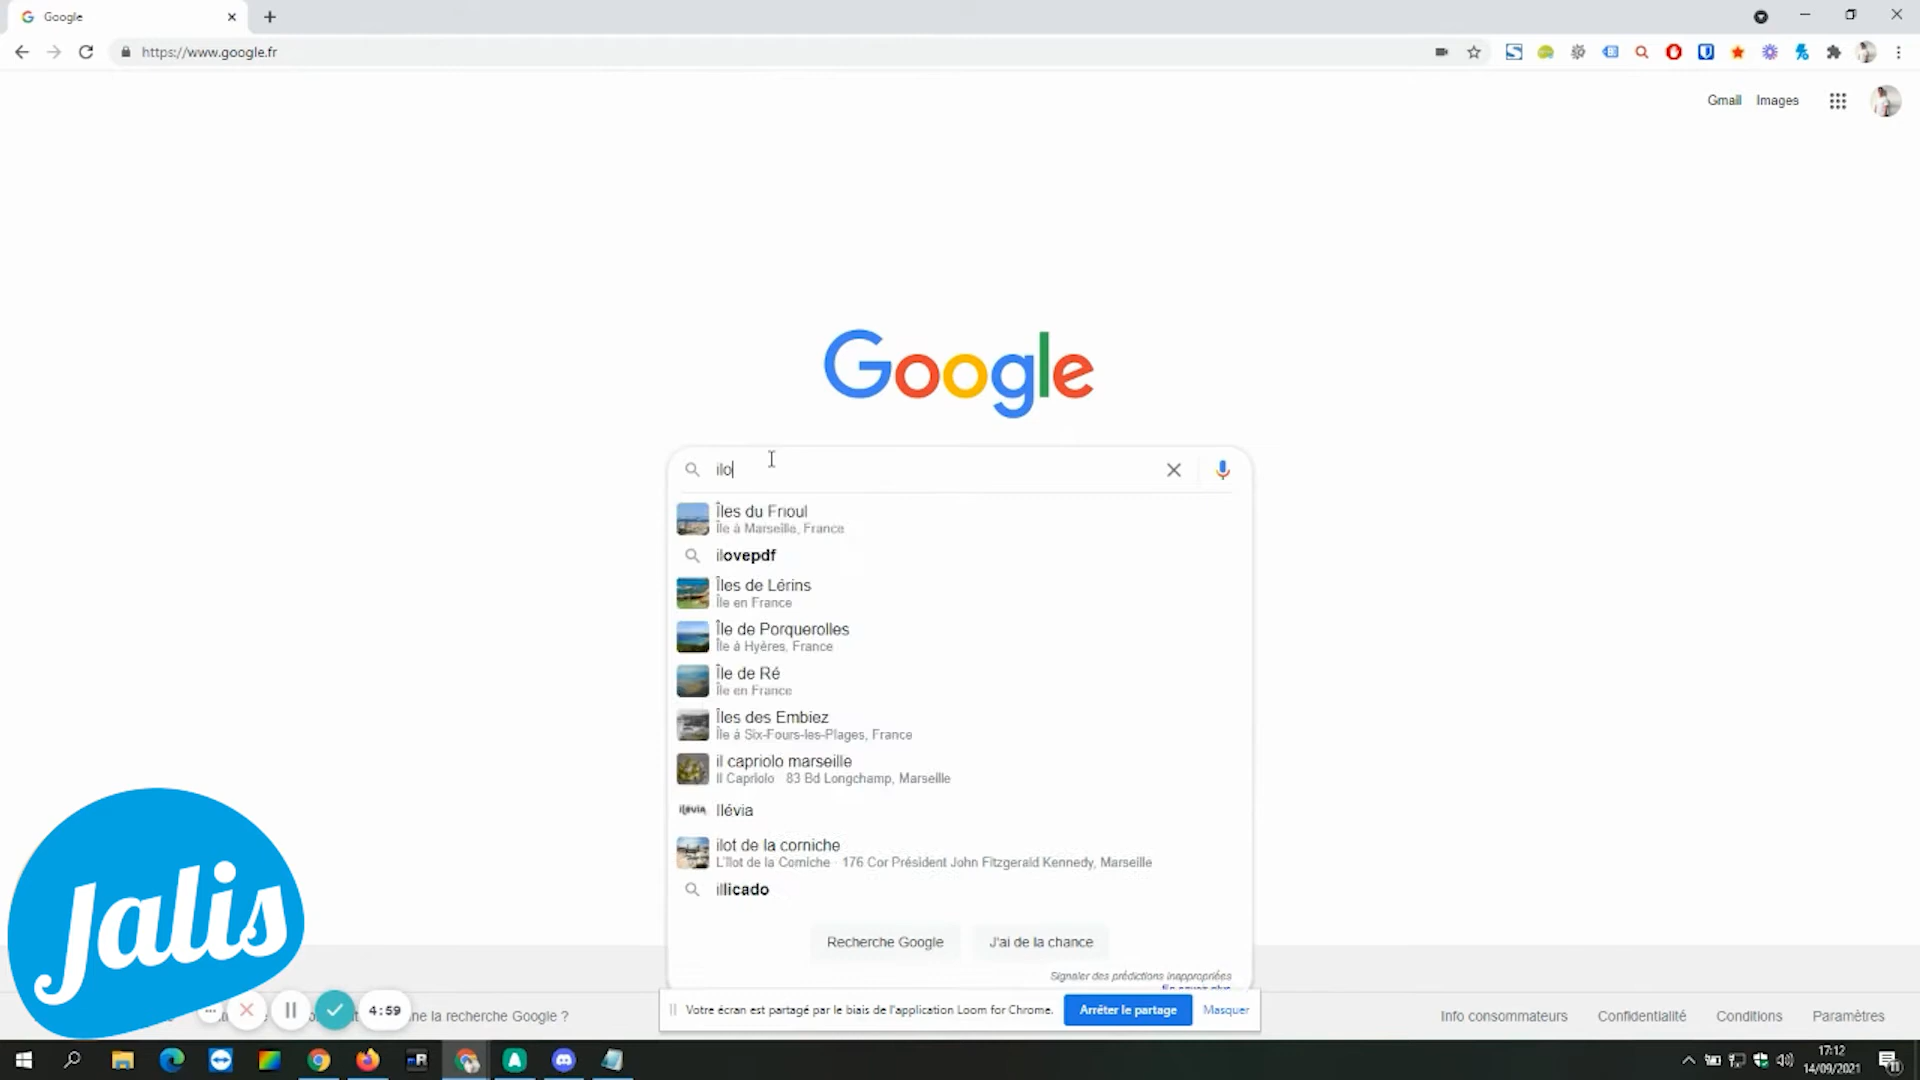 Google
https://www.google.fr
Gmail Images
Google
ilo
Îles du Frioul
Île à Marseille, France
ilovepdf
Îles de Lérins
Île en France
Île de Porquerolles
Île à Hyères, France
Île de Ré
Île en France
Îles des Embiez
Île à Six-Fours-les-Plages, France
il capriolo marseille
Il Capriolo · 83 Bd Longchamp, Marseille
ilévia Ilévia
ilot de la corniche
L'Îlot de la Corniche · 176 Cor Président John Fitzgerald Kennedy, Marseille
illicado
Recherche Google J'ai de la chance
Signaler des prédictions inappropriées
En savoir plus
Jalis
4:59
ne la recherche Google ?
Votre écran est partagé par le biais de l'application Loom for Chrome. Arrêter le partage Masquer
Info consommateurs Confidentialité Conditions Paramètres
17:12
14/09/2021